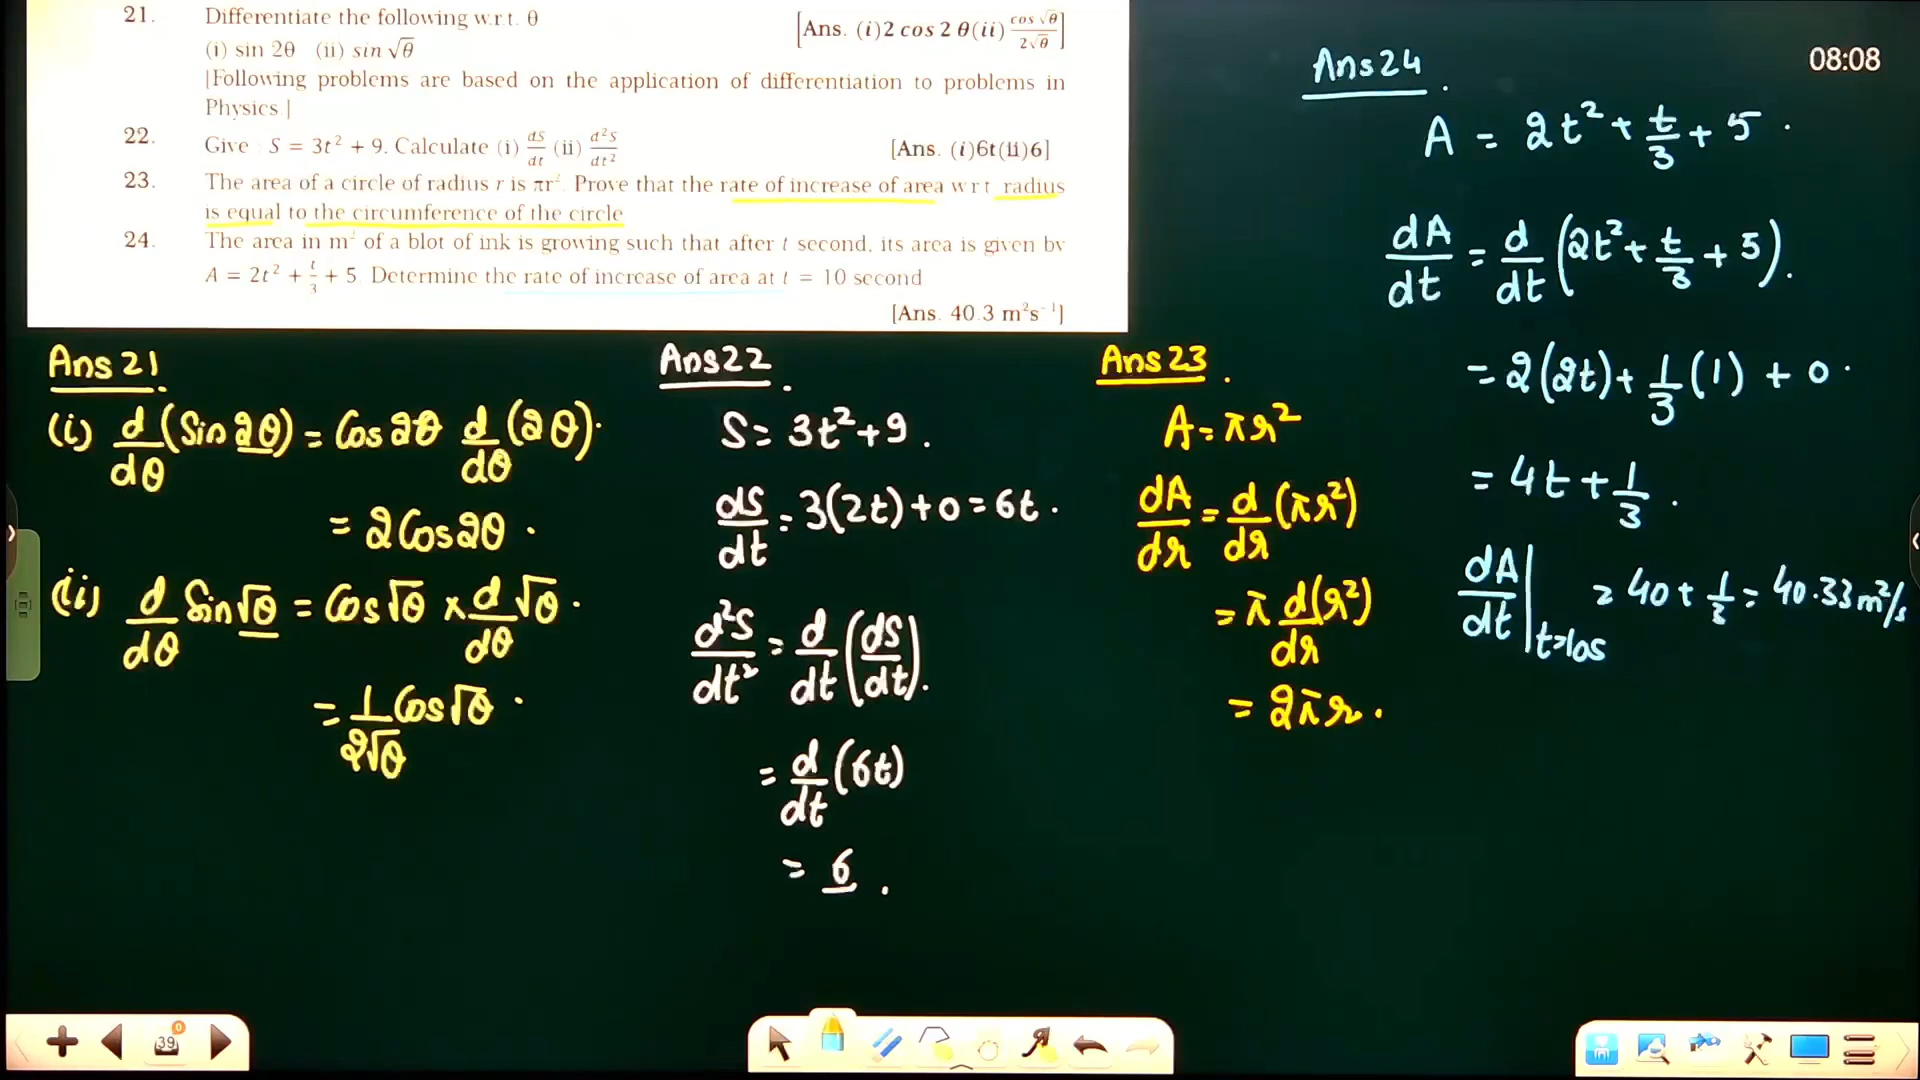 21. Differentiate the following w.r.t. θ
(i) sin 2θ (ii) sin √θ
[Ans. (i)2 cos 2 θ(ii) cos √θ / 2√θ]
|Following problems are based on the application of differentiation to problems in
Physics.|
22. Give S = 3t² + 9. Calculate (i) dS/dt (ii) d²S/dt²
[Ans. (i)6t(ii)6]
23. The area of a circle of radius r is πr². Prove that the rate of increase of area w r t radius
is equal to the circumference of the circle
24. The area in m² of a blot of ink is growing such that after t second, its area is given by
A = 2t² + t/3 + 5 Determine the rate of increase of area at t = 10 second
[Ans. 40.3 m²s⁻¹]
Ans 21
(i) d/dθ (Sin 2θ) = Cos 2θ d/dθ (2θ).
= 2Cos2θ .
(ii) d/dθ Sin√θ = Cos√θ × d/dθ √θ .
= 1/2√θ Cos√θ .
Ans22 .
S = 3t²+9 .
dS/dt = 3(2t)+0 = 6t .
d²S/dt² = d/dt (dS/dt).
= d/dt (6t)
= 6 .
Ans 23 .
A = πr²
dA/dr = d/dr (πr²)
= π d(r²)/dr
= 2πr .
Ans 24 .
08:08
A = 2t² + t/3 + 5 .
dA/dt = d/dt (2t² + t/3 + 5).
= 2(2t) + 1/3 (1) + 0 .
= 4t + 1/3 .
dA/dt | t=10s = 40 + 1/3 = 40.33 m²/s
39
0